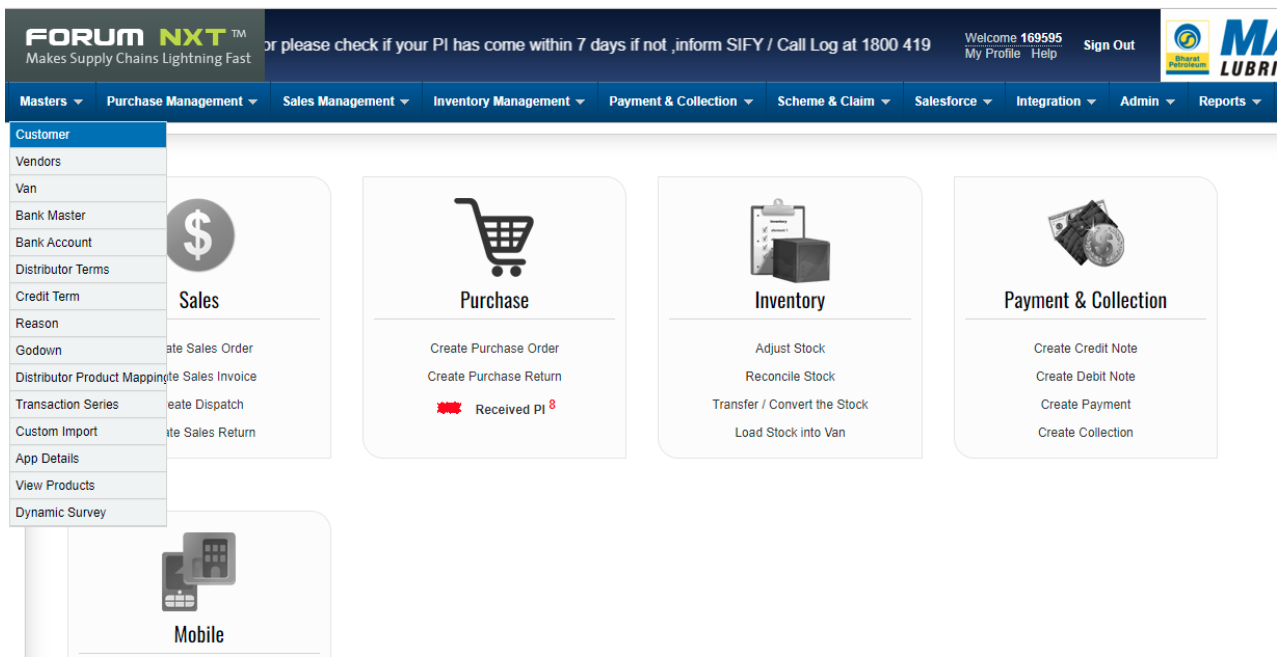 FORUM NXT TM
Makes Supply Chains Lightning Fast
or please check if your PI has come within 7 days if not ,inform SIFY / Call Log at 1800 419
Welcome 169595
My Profile Help
Sign Out
Bharat
Petroleum
Masters Purchase Management Sales Management Inventory Management Payment & Collection Scheme & Claim Salesforce Integration Admin Reports
Customer
Vendors
Van
Bank Master
Bank Account
Distributor Terms
Credit Term
Reason
Godown
Distributor Product Mapping
Transaction Series
Custom Import
App Details
View Products
Dynamic Survey
Sales
ate Sales Order
te Sales Invoice
eate Dispatch
ate Sales Return
Purchase
Create Purchase Order
Create Purchase Return
Received PI 8
Inventory
Adjust Stock
Reconcile Stock
Transfer / Convert the Stock
Load Stock into Van
Payment & Collection
Create Credit Note
Create Debit Note
Create Payment
Create Collection
Mobile